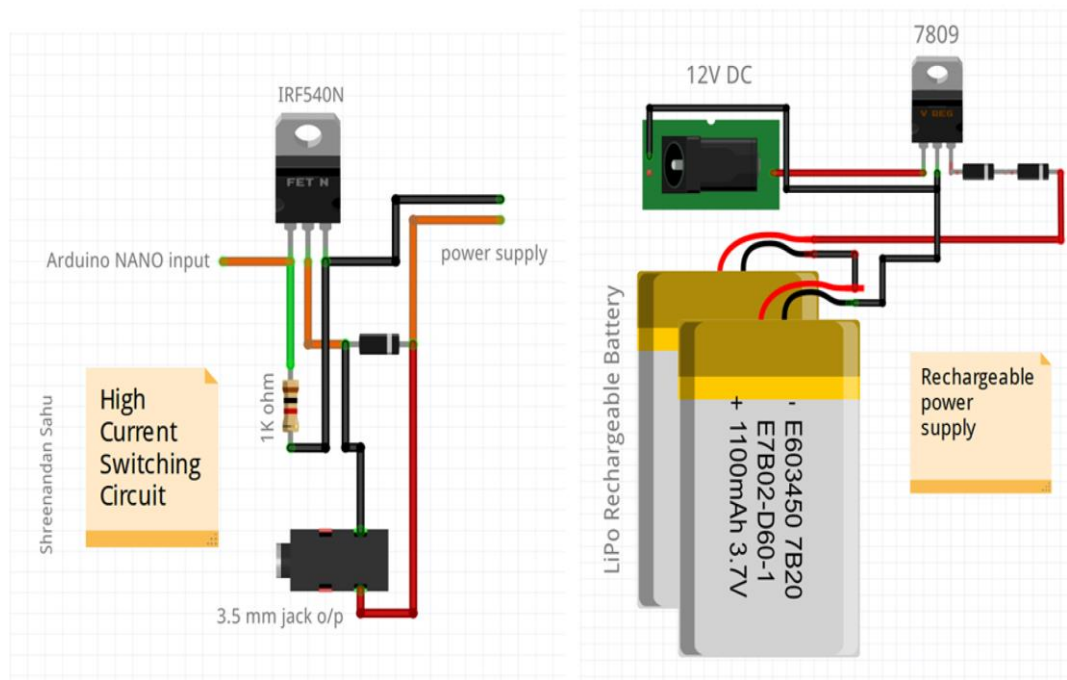 IRF540N
FET N
Arduino NANO input
power supply
1K ohm
High
Current
Switching
Circuit
Shreenandan Sahu
3.5 mm jack o/p
7809
12V DC
V REG
LiPo Rechargeable Battery
- E603450 7B20
E7B02-D60-1
+ 1100mAh 3.7V
Rechargeable
power
supply